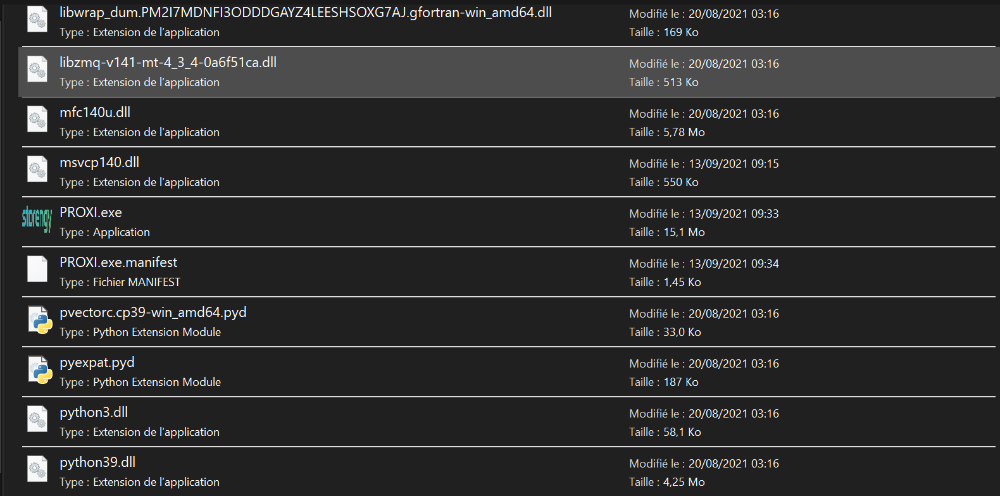 libwrap_dum.PM2I7MDNFI3ODDDGAYZ4LEESHSOXG7AJ.gfortran-win_amd64.dll Modifié le : 20/08/2021 03:16
Type : Extension de l’application Taille : 169 Ko
libzmq-v141-mt-4_3_4-0a6f51ca.dll Modifié le : 20/08/2021 03:16
Type : Extension de l’application Taille : 513 Ko
mfc140u.dll Modifié le : 20/08/2021 03:16
Type : Extension de l’application Taille : 5,78 Mo
msvcp140.dll Modifié le : 13/09/2021 09:15
Type : Extension de l’application Taille : 550 Ko
storengy PROXI.exe Modifié le : 13/09/2021 09:33
Type : Application Taille : 15,1 Mo
PROXI.exe.manifest Modifié le : 13/09/2021 09:34
Type : Fichier MANIFEST Taille : 1,45 Ko
pvectorc.cp39-win_amd64.pyd Modifié le : 20/08/2021 03:16
Type : Python Extension Module Taille : 33,0 Ko
pyexpat.pyd Modifié le : 20/08/2021 03:16
Type : Python Extension Module Taille : 187 Ko
python3.dll Modifié le : 20/08/2021 03:16
Type : Extension de l’application Taille : 58,1 Ko
python39.dll Modifié le : 20/08/2021 03:16
Type : Extension de l’application Taille : 4,25 Mo